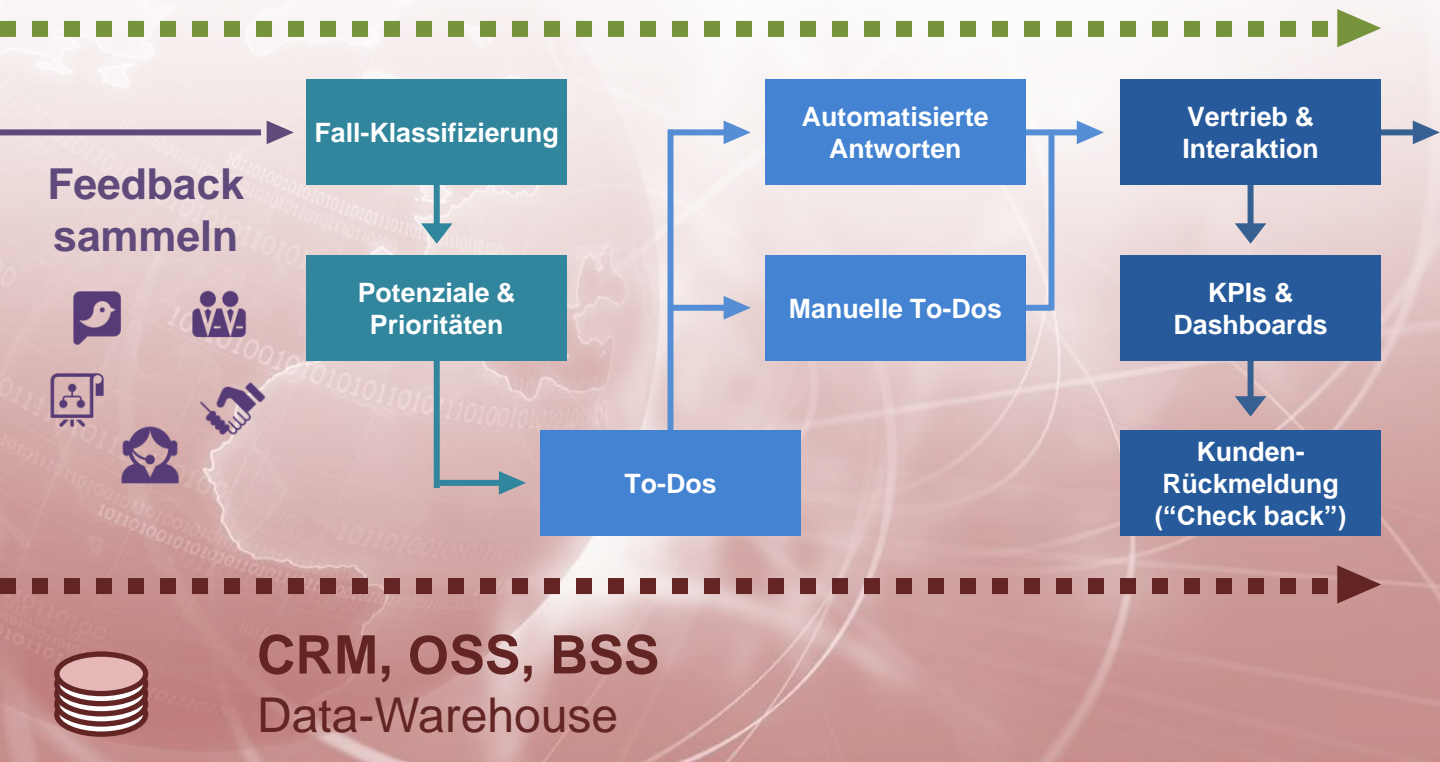 Feedback
sammeln
Fall-Klassifizierung
Potenziale &
Prioritäten
To-Dos
Automatisierte
Antworten
Manuelle To-Dos
Vertrieb &
Interaktion
KPIs &
Dashboards
Kunden-
Rückmeldung
(“Check back”)
CRM, OSS, BSS
Data-Warehouse